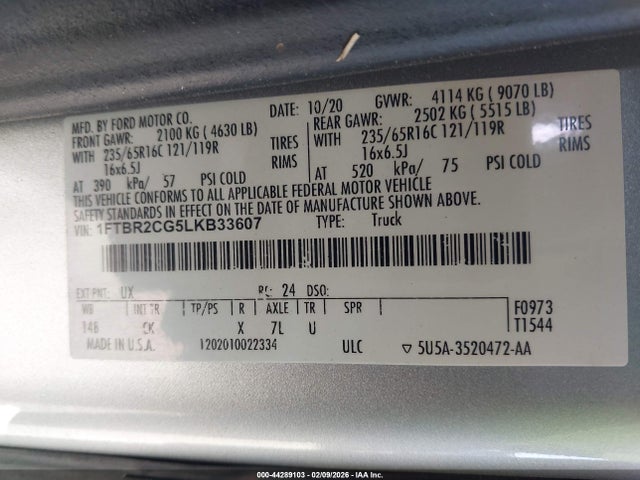 MFD. BY FORD MOTOR CO. DATE: 10/20 GVWR: 4114 KG ( 9070 LB)
FRONT GAWR: 2100 KG ( 4630 LB) REAR GAWR: 2502 KG ( 5515 LB)
WITH 235/65R16C 121/119R TIRES WITH 235/65R16C 121/119R TIRES
16x6.5J RIMS 16x6.5J RIMS
AT 390 kPa/ 57 PSI COLD AT 520 kPa/ 75 PSI COLD
THIS VEHICLE CONFORMS TO ALL APPLICABLE FEDERAL MOTOR VEHICLE
SAFETY STANDARDS IN EFFECT ON THE DATE OF MANUFACTURE SHOWN ABOVE.
VIN: 1FTBR2CG5LKB33607 TYPE: Truck
EXT PNT: UX RC: 24 DSO:
WB INT TR TP/PS R AXLE TR SPR F0973
148 CK X 7L U T1544
MADE IN U.S.A. 1202010022334 ULC ▽ 5U5A-3520472-AA
000-44289103 - 02/09/2026 - IAA Inc.